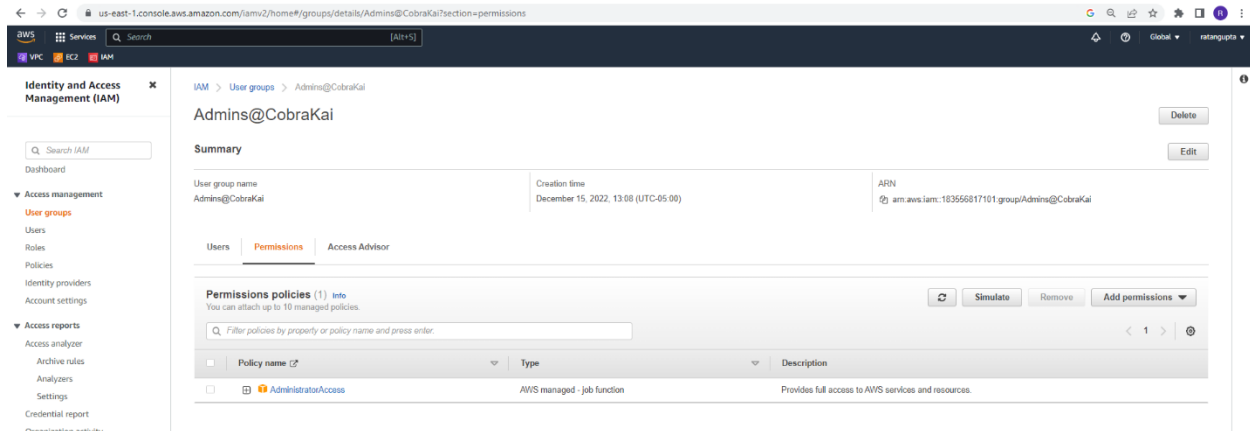 us-east-1.console.aws.amazon.com/iamv2/home#/groups/details/Admins@CobraKai?section=permissions
R
aws
Services
Search
[Alt+S]
Global
ratangupta
VPC
EC2
IAM
Identity and Access Management (IAM)
Search IAM
Dashboard
Access management
User groups
Users
Roles
Policies
Identity providers
Account settings
Access reports
Access analyzer
Archive rules
Analyzers
Settings
Credential report
IAM > User groups > Admins@CobraKai
Admins@CobraKai
Delete
Summary
Edit
User group name
Admins@CobraKai
Creation time
December 15, 2022, 13:08 (UTC-05:00)
ARN
arn:aws:iam::183556817101:group/Admins@CobraKai
Users
Permissions
Access Advisor
Permissions policies (1) Info
You can attach up to 10 managed policies.
Simulate
Remove
Add permissions
Filter policies by property or policy name and press enter.
1
Policy name
Type
Description
AdministratorAccess
AWS managed - job function
Provides full access to AWS services and resources.